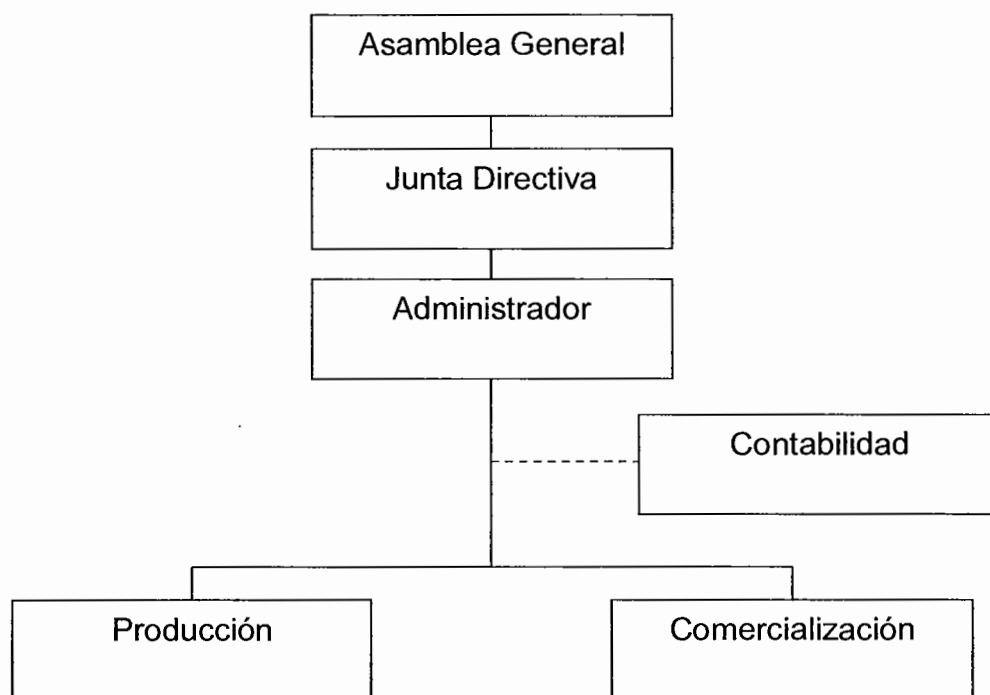 Asamblea General
Junta Directiva
Administrador
Contabilidad
Producción
Comercialización